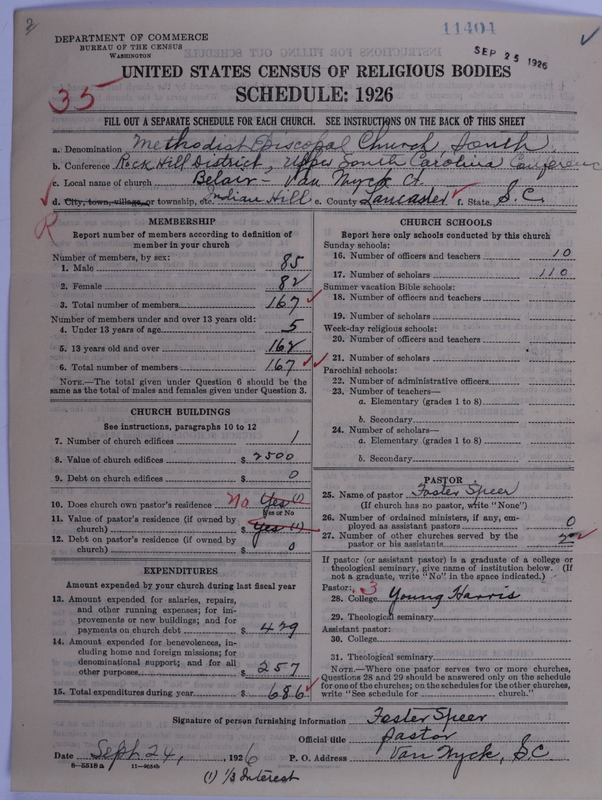 2
11404
DEPARTMENT OF COMMERCE
BUREAU OF THE CENSUS
WASHINGTON
SEP 25 1926
UNITED STATES CENSUS OF RELIGIOUS BODIES
SCHEDULE: 1926
35
FILL OUT A SEPARATE SCHEDULE FOR EACH CHURCH. SEE INSTRUCTIONS ON THE BACK OF THIS SHEET
a. Denomination Methodist Episcopal Church, South
b. Conference Rock Hill District, Upper South Carolina Conference
c. Local name of church Belair - Van Wyck Ct.
d. City, town, village, or township, etc. Indian Hill e. County Lancaster f. State S.C.
R
MEMBERSHIP
Report number of members according to definition of
member in your church
Number of members, by sex:
1. Male 85
2. Female 82
3. Total number of members 167
Number of members under and over 13 years old:
4. Under 13 years of age 5
5. 13 years old and over 162
6. Total number of members 167
NOTE.—The total given under Question 6 should be the
same as the total of males and females given under Question 3.
CHURCH BUILDINGS
See instructions, paragraphs 10 to 12
7. Number of church edifices 1
8. Value of church edifices $ 2500
9. Debt on church edifices $ 0
10. Does church own pastor's residence No Yes (1)
Yes or No
11. Value of pastor's residence (if owned by
church) $ Yes (1)
12. Debt on pastor's residence (if owned by
church) $ 0
EXPENDITURES
Amount expended by your church during last fiscal year
13. Amount expended for salaries, repairs,
and other running expenses; for im-
provements or new buildings; and for
payments on church debt $ 429
14. Amount expended for benevolences, in-
cluding home and foreign missions; for
denominational support; and for all
other purposes $ 257
15. Total expenditures during year $ 686
CHURCH SCHOOLS
Report here only schools conducted by this church
Sunday schools:
16. Number of officers and teachers 10
17. Number of scholars 110
Summer vacation Bible schools:
18. Number of officers and teachers
19. Number of scholars
Week-day religious schools:
20. Number of officers and teachers
21. Number of scholars
Parochial schools:
22. Number of administrative officers
23. Number of teachers—
a. Elementary (grades 1 to 8)
b. Secondary
24. Number of scholars—
a. Elementary (grades 1 to 8)
b. Secondary
PASTOR
25. Name of pastor Foster Speer
(If church has no pastor, write "None")
26. Number of ordained ministers, if any, em-
ployed as assistant pastors 0
27. Number of other churches served by the
pastor or his assistants
If pastor (or assistant pastor) is a graduate of a college or
theological seminary, give name of institution below. (If
not a graduate, write "No" in the space indicated.)
Pastor: 3
28. College Young Harris
29. Theological seminary
Assistant pastor:
30. College
31. Theological seminary
NOTE.—Where one pastor serves two or more churches,
Questions 28 and 29 should be answered only on the schedule
for one of the churches; on the schedules for the other churches,
write "See schedule for church."
Signature of person furnishing information Foster Speer
Official title Pastor
Date Sept 24, 1926 P. O. Address Van Wyck, S.C.
8—5518a 11—9054b
(1) 1/3 Interest